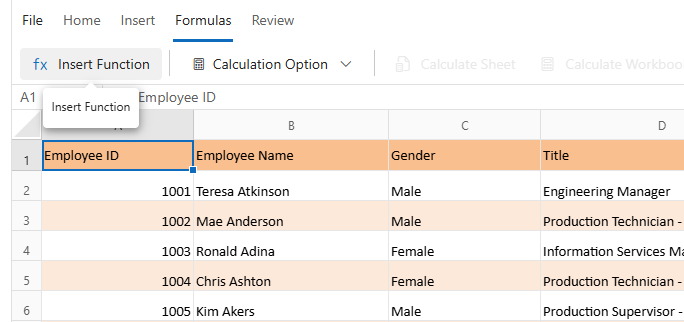 File Home Insert Formulas Review
fx Insert Function Calculation Option Calculate Sheet Calculate Workboo
A1 Employee ID
Insert Function
B C D
1 Employee ID Employee Name Gender Title
2 1001 Teresa Atkinson Male Engineering Manager
3 1002 Mae Anderson Male Production Technician -
4 1003 Ronald Adina Female Information Services Ma
5 1004 Chris Ashton Female Production Technician -
6 1005 Kim Akers Male Production Supervisor -